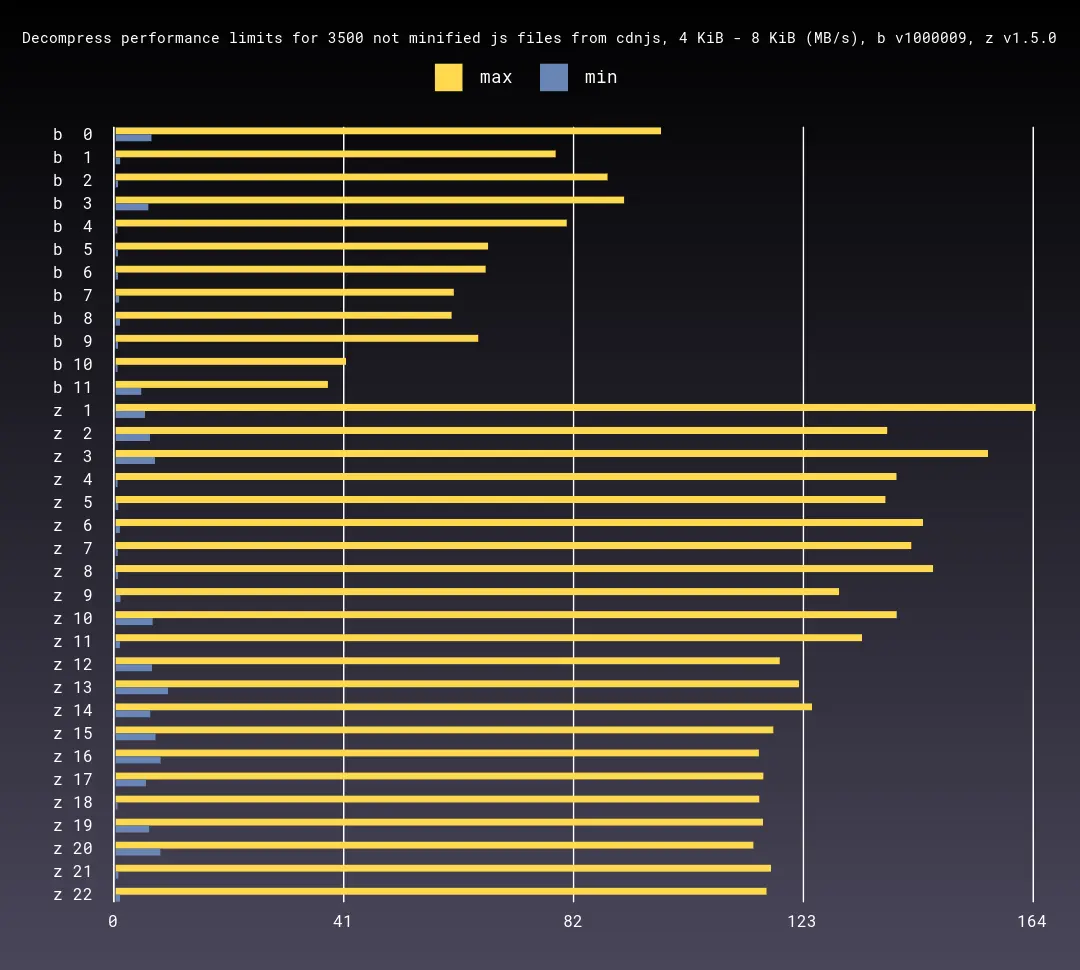 Decompress performance limits for 3500 not minified js files from cdnjs, 4 KiB - 8 KiB (MB/s), b v1000009, z v1.5.0
max min
b 0
b 1
b 2
b 3
b 4
b 5
b 6
b 7
b 8
b 9
b 10
b 11
z 1
z 2
z 3
z 4
z 5
z 6
z 7
z 8
z 9
z 10
z 11
z 12
z 13
z 14
z 15
z 16
z 17
z 18
z 19
z 20
z 21
z 22
0 41 82 123 164